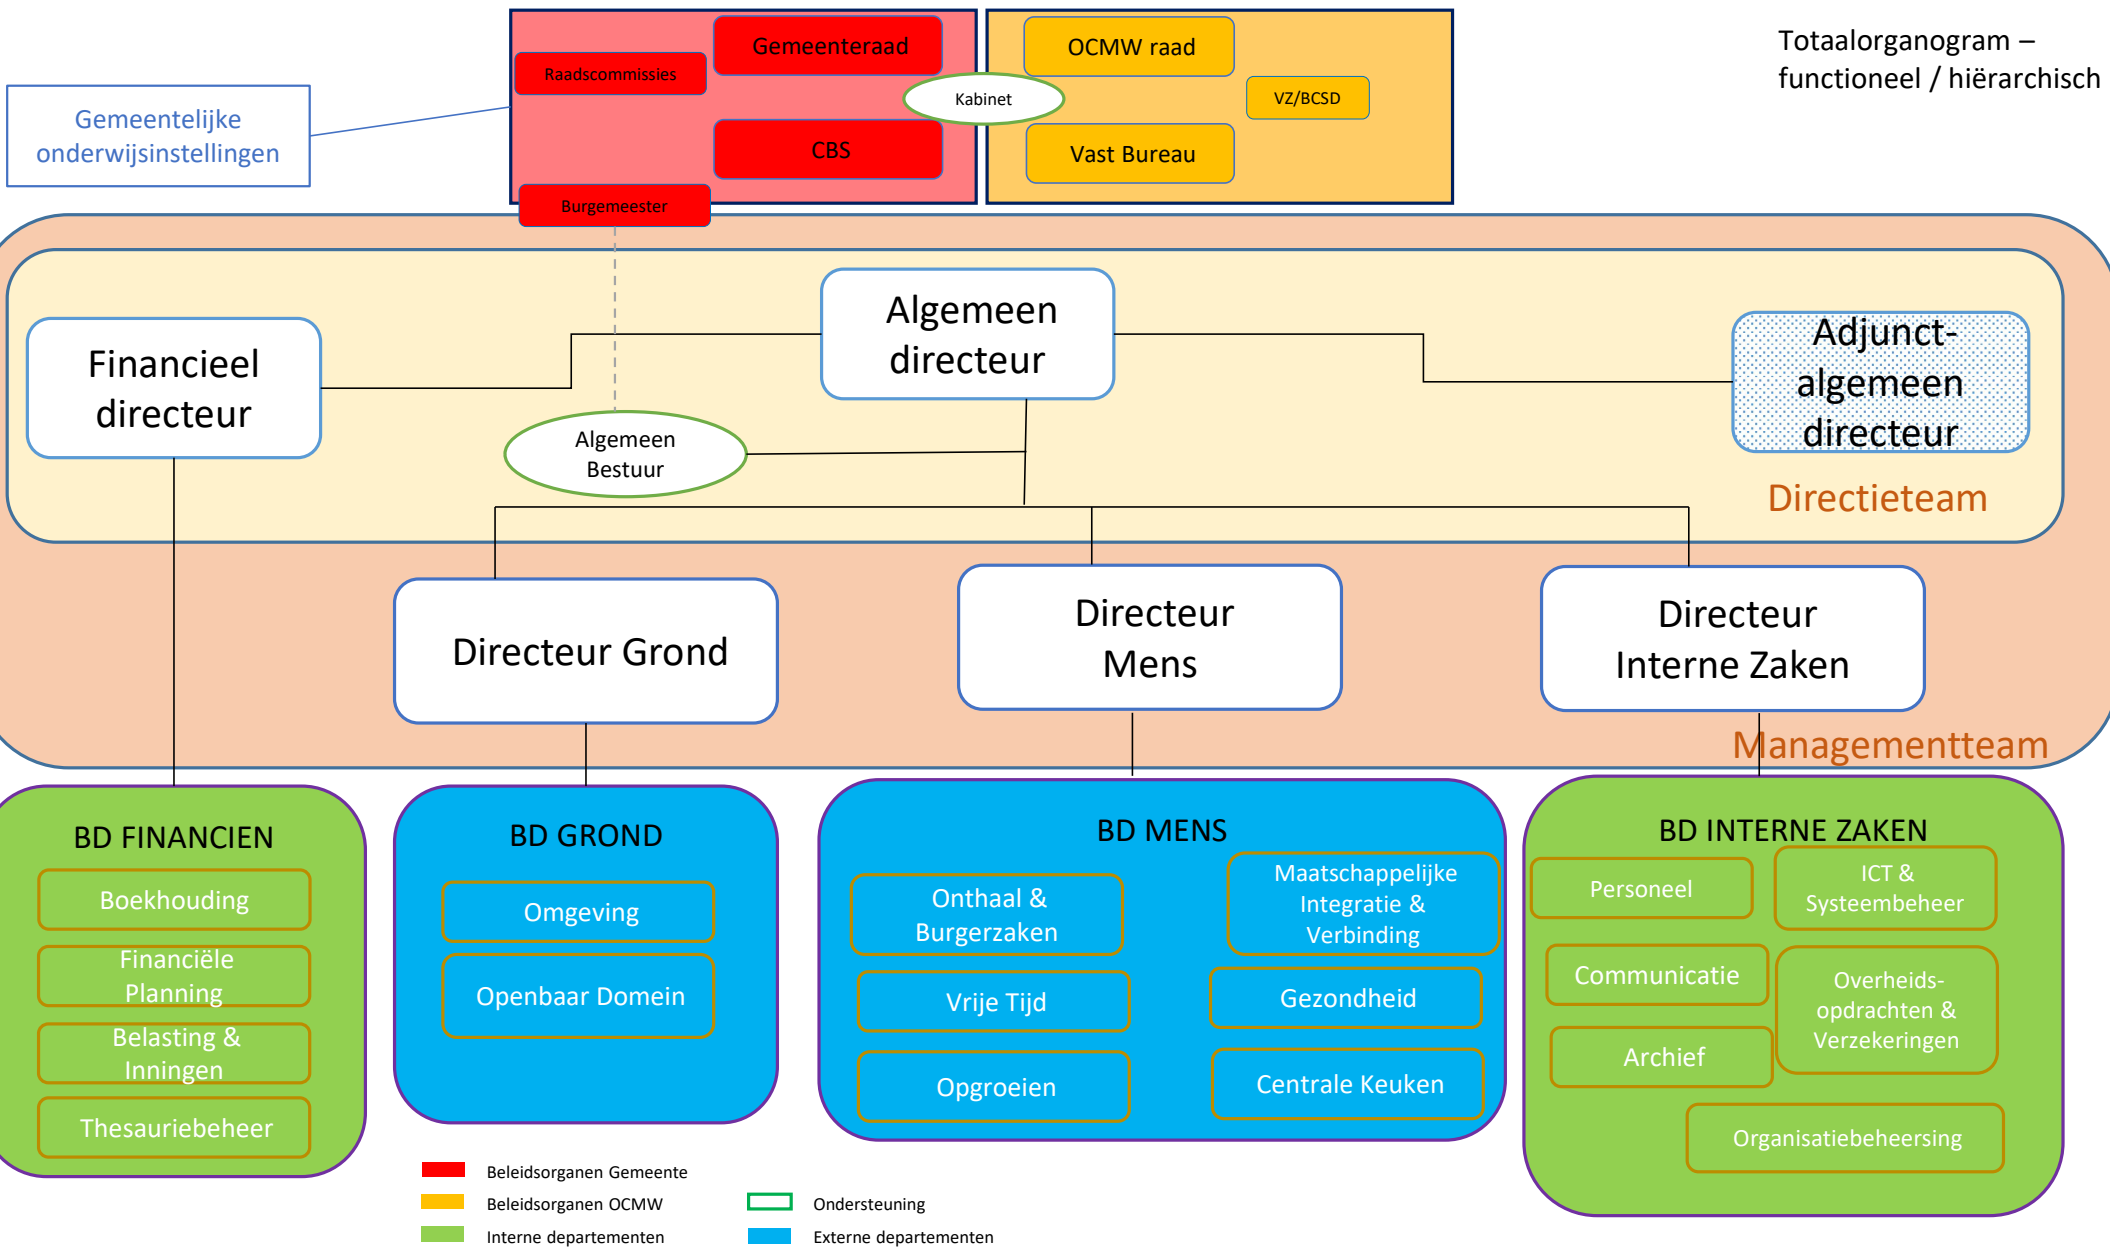 Totaalorganogram –
functioneel / hiërarchisch
Gemeentelijke
onderwijsinstellingen
Raadscommissies
Gemeenteraad
CBS
Burgemeester
Kabinet
OCMW raad
VZ/BCSD
Vast Bureau
Algemeen
directeur
Financieel
directeur
Adjunct-
algemeen
directeur
Algemeen
Bestuur
Directieteam
Directeur Grond
Directeur
Mens
Directeur
Interne Zaken
Managementteam
BD FINANCIEN
Boekhouding
Financiële
Planning
Belasting &
Inningen
Thesauriebeheer
BD GROND
Omgeving
Openbaar Domein
BD MENS
Onthaal &
Burgerzaken
Maatschappelijke
Integratie &
Verbinding
Vrije Tijd
Gezondheid
Opgroeien
Centrale Keuken
BD INTERNE ZAKEN
Personeel
ICT &
Systeembeheer
Communicatie
Overheids-
opdrachten &
Verzekeringen
Archief
Organisatiebeheersing
Beleidsorganen Gemeente
Beleidsorganen OCMW
Ondersteuning
Interne departementen
Externe departementen